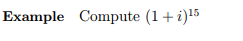 Example Compute (1 + i)¹⁵